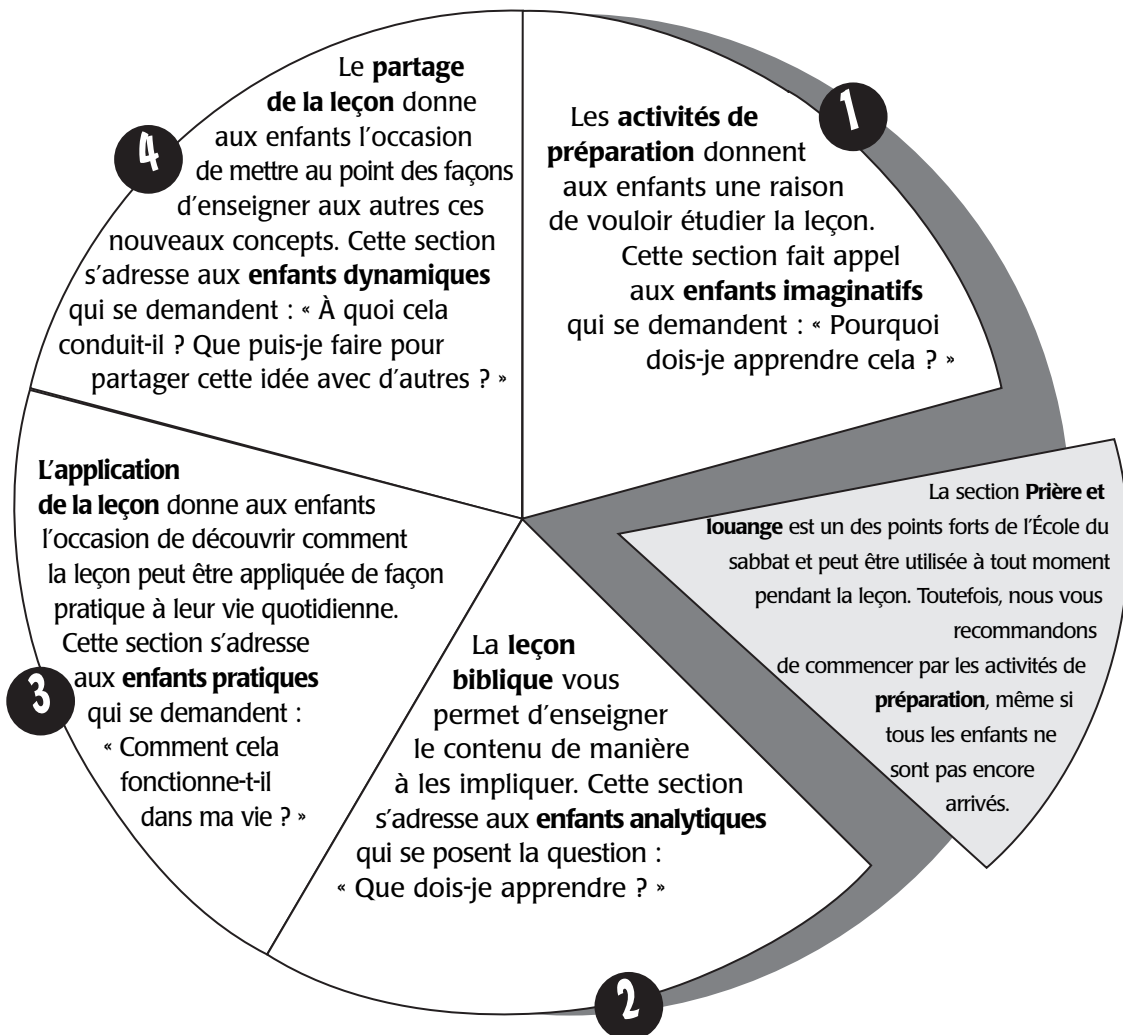 1
Les activités de
préparation donnent
aux enfants une raison
de vouloir étudier la leçon.
Cette section fait appel
aux enfants imaginatifs
qui se demandent : « Pourquoi
dois-je apprendre cela ? »
La section Prière et
louange est un des points forts de l’École du
sabbat et peut être utilisée à tout moment
pendant la leçon. Toutefois, nous vous
recommandons
de commencer par les activités de
préparation, même si
tous les enfants ne
sont pas encore
arrivés.
2
La leçon
biblique vous
permet d’enseigner
le contenu de manière
à les impliquer. Cette section
s’adresse aux enfants analytiques
qui se posent la question :
« Que dois-je apprendre ? »
3
L’application
de la leçon donne aux enfants
l’occasion de découvrir comment
la leçon peut être appliquée de façon
pratique à leur vie quotidienne.
Cette section s’adresse
aux enfants pratiques
qui se demandent :
« Comment cela
fonctionne-t-il
dans ma vie ? »
4
Le partage
de la leçon donne
aux enfants l’occasion
de mettre au point des façons
d’enseigner aux autres ces
nouveaux concepts. Cette section
s’adresse aux enfants dynamiques
qui se demandent : « À quoi cela
conduit-il ? Que puis-je faire pour
partager cette idée avec d’autres ? »